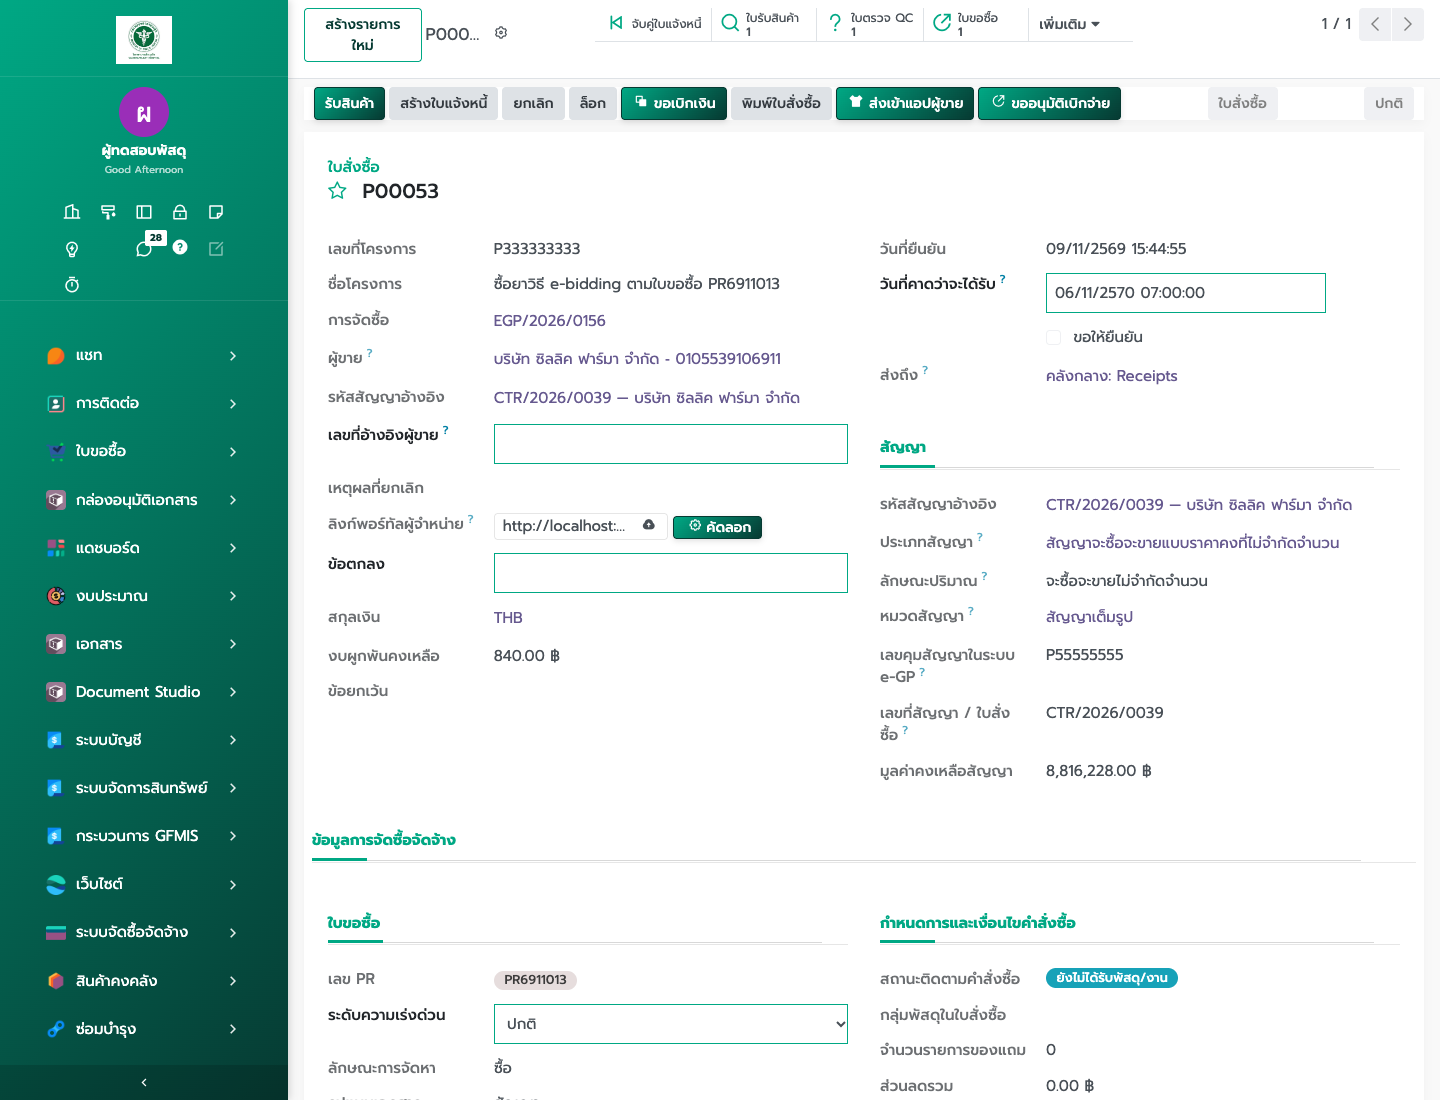 ผ
ผู้ทดสอบพัสดุ
Good Afternoon
28
?
แชท
การติดต่อ
ใบขอซื้อ
กล่องอนุมัติเอกสาร
แดชบอร์ด
งบประมาณ
เอกสาร
Document Studio
ระบบบัญชี
ระบบจัดการสินทรัพย์
กระบวนการ GFMIS
เว็บไซต์
ระบบจัดซื้อจัดจ้าง
สินค้าคงคลัง
ซ่อมบำรุง
สร้างรายการ
ใหม่
P000...
จับคู่ใบแจ้งหนี้
ใบรับสินค้า
1
ใบตรวจ QC
1
ใบขอซื้อ
1
เพิ่มเติม
1 / 1
รับสินค้า
สร้างใบแจ้งหนี้
ยกเลิก
ล็อก
ขอเบิกเงิน
พิมพ์ใบสั่งซื้อ
ส่งเข้าแอปผู้ขาย
ขออนุมัติเบิกจ่าย
ใบสั่งซื้อ
ปกติ
ใบสั่งซื้อ
P00053
เลขที่โครงการ P333333333
ชื่อโครงการ ซื้อยาวิธี e-bidding ตามใบขอซื้อ PR6911013
การจัดซื้อ EGP/2026/0156
ผู้ขาย ? บริษัท ซิลลิค ฟาร์มา จำกัด - 0105539106911
รหัสสัญญาอ้างอิง CTR/2026/0039 — บริษัท ซิลลิค ฟาร์มา จำกัด
เลขที่อ้างอิงผู้ขาย ?
เหตุผลที่ยกเลิก
ลิงก์พอร์ทัลผู้จำหน่าย ? http://localhost:... คัดลอก
ข้อตกลง
สกุลเงิน THB
งบผูกพันคงเหลือ 840.00 ฿
ข้อยกเว้น
วันที่ยืนยัน 09/11/2569 15:44:55
วันที่คาดว่าจะได้รับ ? 06/11/2570 07:00:00
ขอให้ยืนยัน
ส่งถึง ? คลังกลาง: Receipts
สัญญา
รหัสสัญญาอ้างอิง CTR/2026/0039 — บริษัท ซิลลิค ฟาร์มา จำกัด
ประเภทสัญญา ? สัญญาจะซื้อจะขายแบบราคาคงที่ไม่จำกัดจำนวน
ลักษณะปริมาณ ? จะซื้อจะขายไม่จำกัดจำนวน
หมวดสัญญา ? สัญญาเต็มรูป
เลขคุมสัญญาในระบบ P55555555
e-GP ?
เลขที่สัญญา / ใบสั่ง CTR/2026/0039
ซื้อ ?
มูลค่าคงเหลือสัญญา 8,816,228.00 ฿
ข้อมูลการจัดซื้อจัดจ้าง
ใบขอซื้อ
เลข PR PR6911013
ระดับความเร่งด่วน ปกติ
ลักษณะการจัดหา ซื้อ
กำหนดการและเงื่อนไขคำสั่งซื้อ
สถานะติดตามคำสั่งซื้อ ยังไม่ได้รับพัสดุ/งาน
กลุ่มพัสดุในใบสั่งซื้อ
จำนวนรายการของแถม 0
ส่วนลดรวม 0.00 ฿